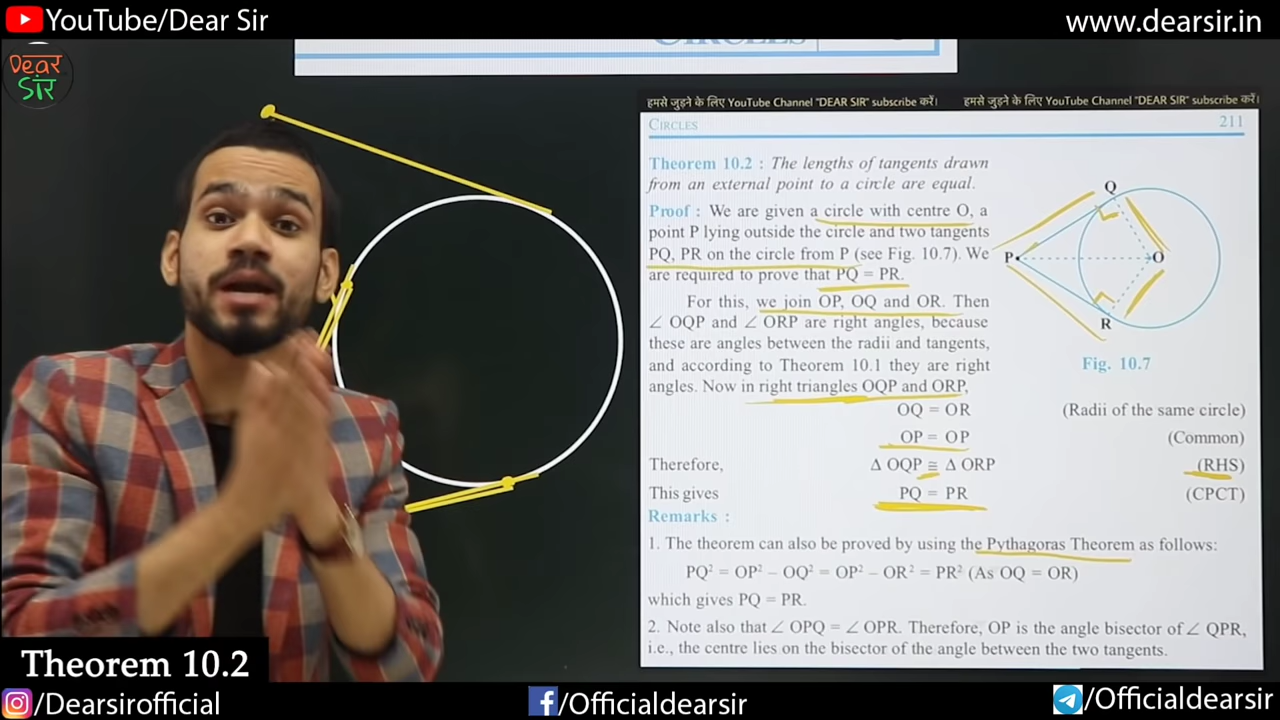 YouTube/Dear Sir
www.dearsir.in
Dear
सर
CIRCLES
हमसे जुड़ने के लिए YouTube Channel "DEAR SIR" subscribe करें।
हमसे जुड़ने के लिए YouTube Channel "DEAR SIR" subscribe करें।
CIRCLES
211
Theorem 10.2 : The lengths of tangents drawn
from an external point to a circle are equal.
Proof : We are given a circle with centre O, a
point P lying outside the circle and two tangents
PQ, PR on the circle from P (see Fig. 10.7). We
are required to prove that PQ = PR.
For this, we join OP, OQ and OR. Then
∠ OQP and ∠ ORP are right angles, because
these are angles between the radii and tangents,
and according to Theorem 10.1 they are right
angles. Now in right triangles OQP and ORP,
Q
P
O
R
Fig. 10.7
OQ = OR (Radii of the same circle)
OP = OP (Common)
Therefore, Δ OQP ≅ Δ ORP (RHS)
This gives PQ = PR (CPCT)
Remarks :
1. The theorem can also be proved by using the Pythagoras Theorem as follows:
PQ² = OP² – OQ² = OP² – OR² = PR² (As OQ = OR)
which gives PQ = PR.
2. Note also that ∠ OPQ = ∠ OPR. Therefore, OP is the angle bisector of ∠ QPR,
i.e., the centre lies on the bisector of the angle between the two tangents.
Theorem 10.2
/Dearsirofficial
/Officialdearsir
/Officialdearsir